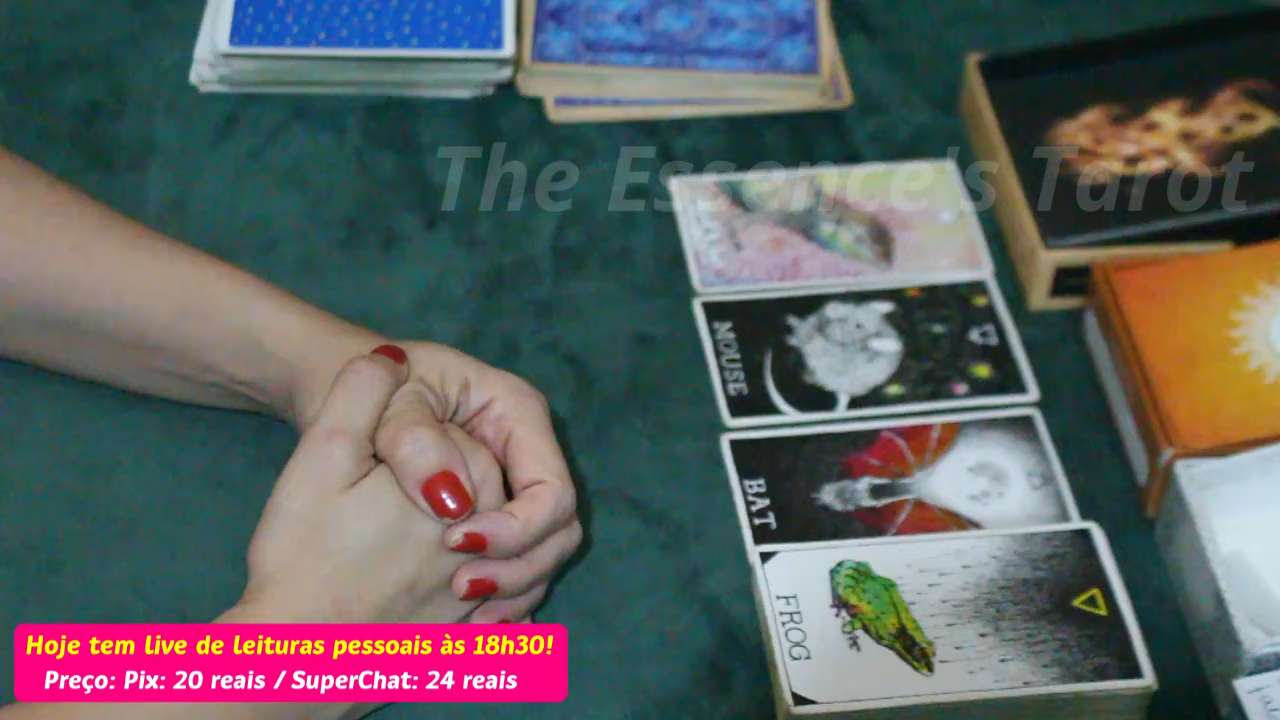 The Essence's Tarot
MOUSE
BAT
FROG
Hoje tem live de leituras pessoais às 18h30!
Preço: Pix: 20 reais / SuperChat: 24 reais